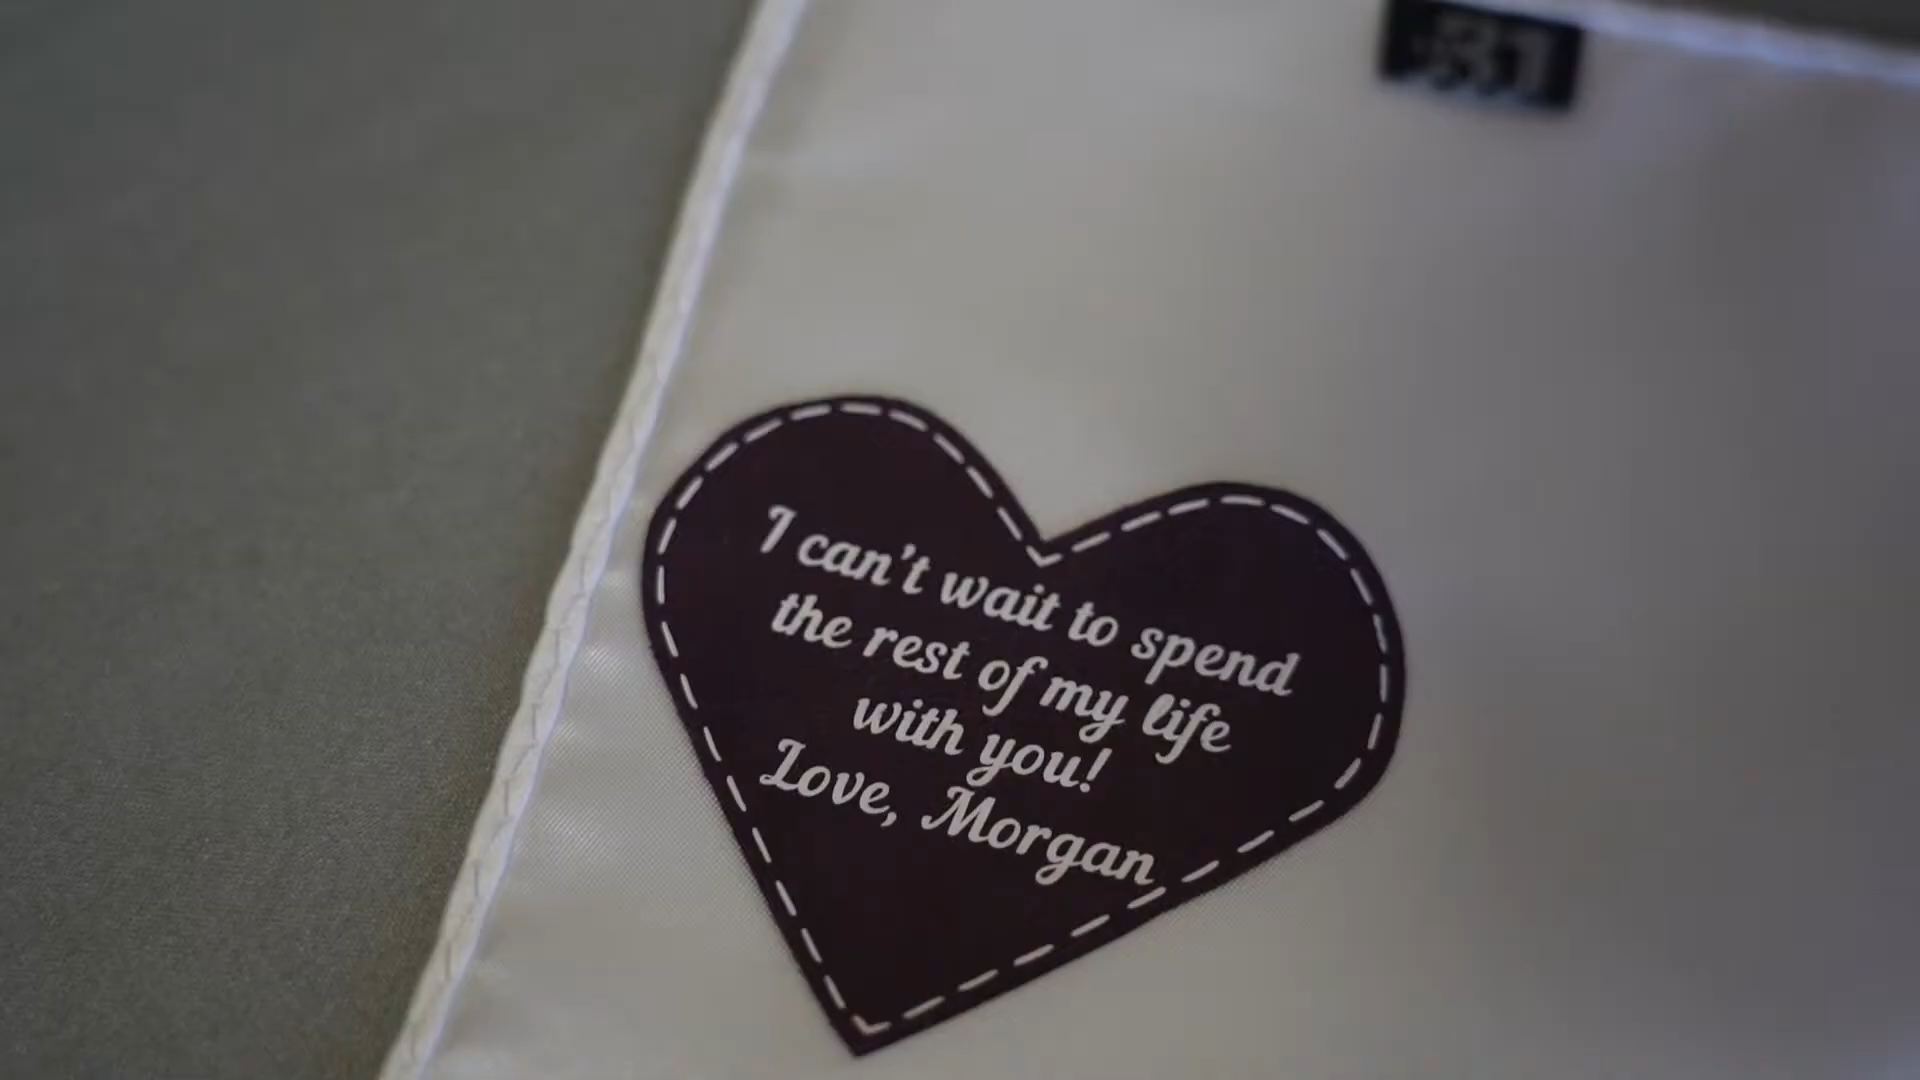 I can't wait to spend
the rest of my life
with you!
Love, Morgan